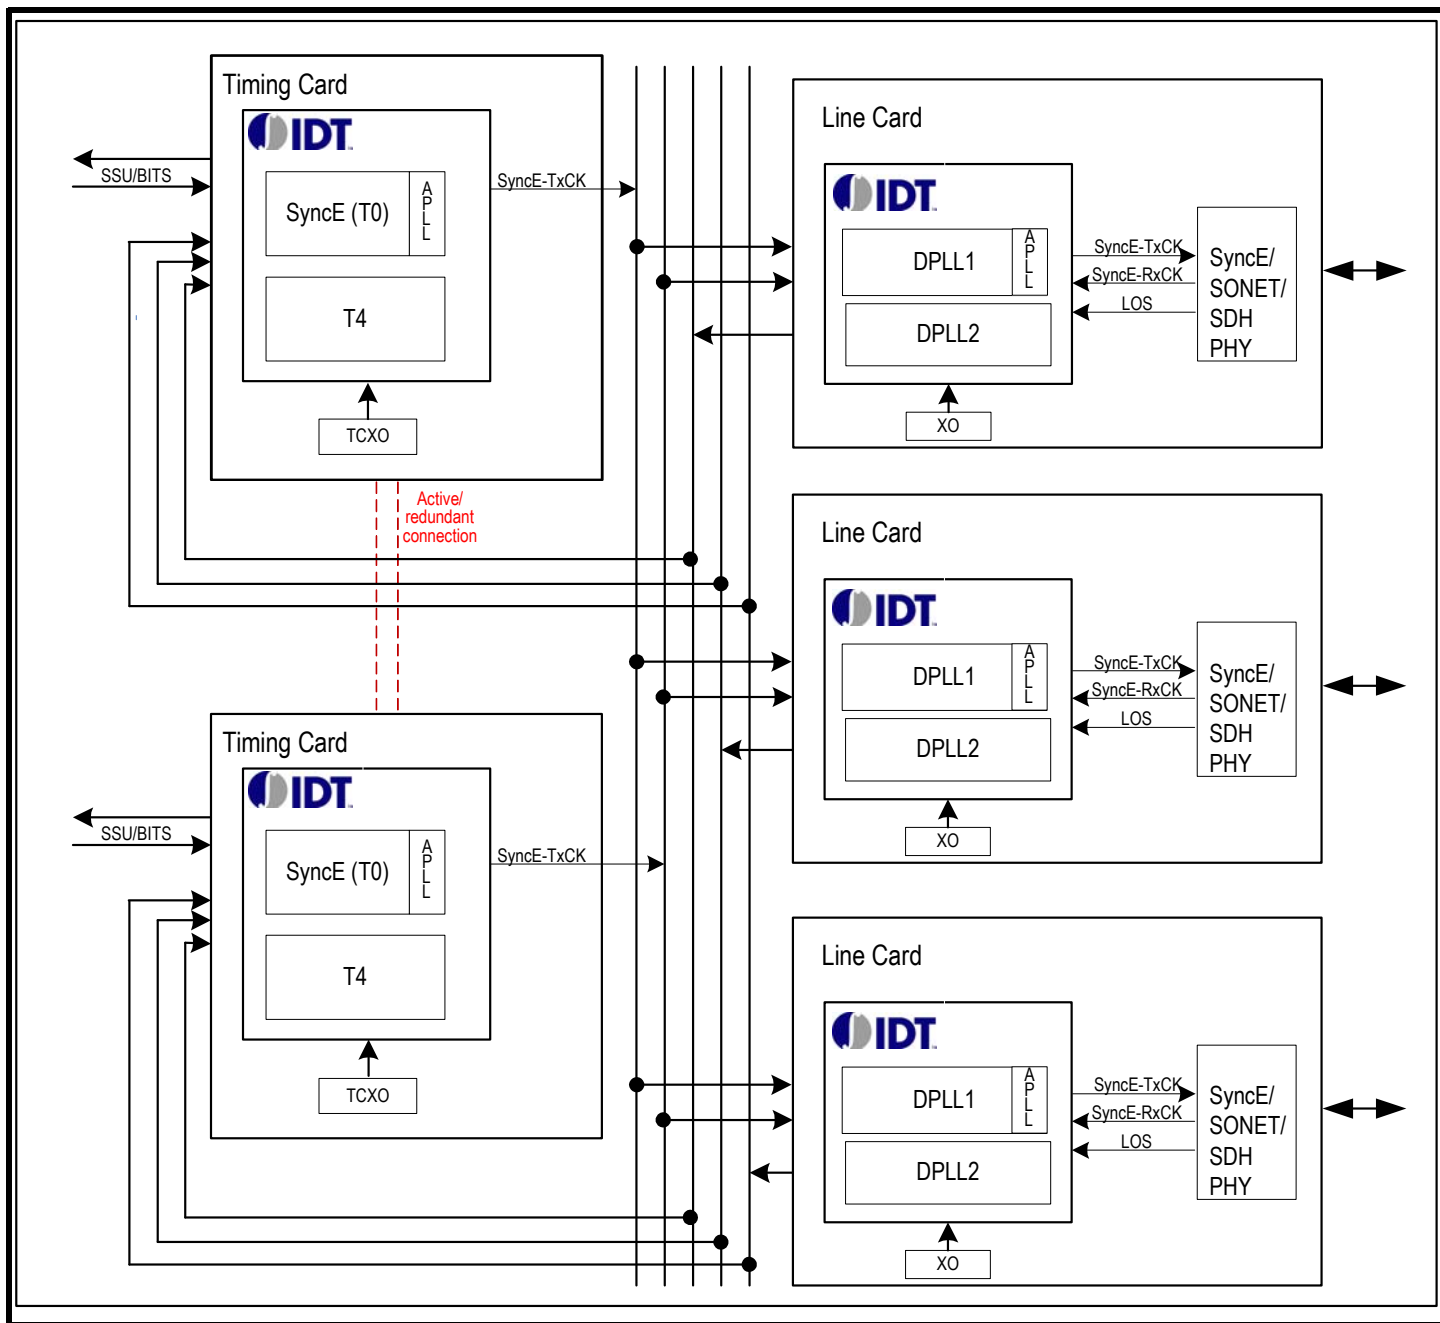 Timing Card
IDT
SSU/BITS
SyncE (T0)
APLL
SyncE-TxCK
T4
TCXO
Active/
redundant
connection
Timing Card
IDT
SSU/BITS
SyncE (T0)
APLL
SyncE-TxCK
T4
TCXO
Line Card
IDT
DPLL1
APLL
SyncE-TxCK
SyncE-RxCK
LOS
SyncE/
SONET/
SDH
PHY
DPLL2
XO
Line Card
IDT
DPLL1
APLL
SyncE-TxCK
SyncE-RxCK
LOS
SyncE/
SONET/
SDH
PHY
DPLL2
XO
Line Card
IDT
DPLL1
APLL
SyncE-TxCK
SyncE-RxCK
LOS
SyncE/
SONET/
SDH
PHY
DPLL2
XO